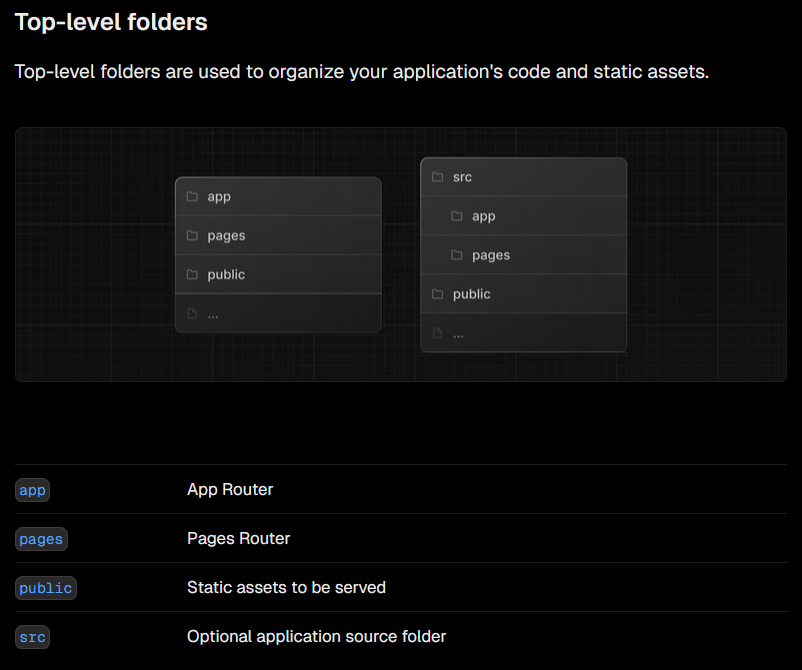 Top-level folders
Top-level folders are used to organize your application's code and static assets.
app
pages
public
...
src
app
pages
public
...
app App Router
pages Pages Router
public Static assets to be served
src Optional application source folder